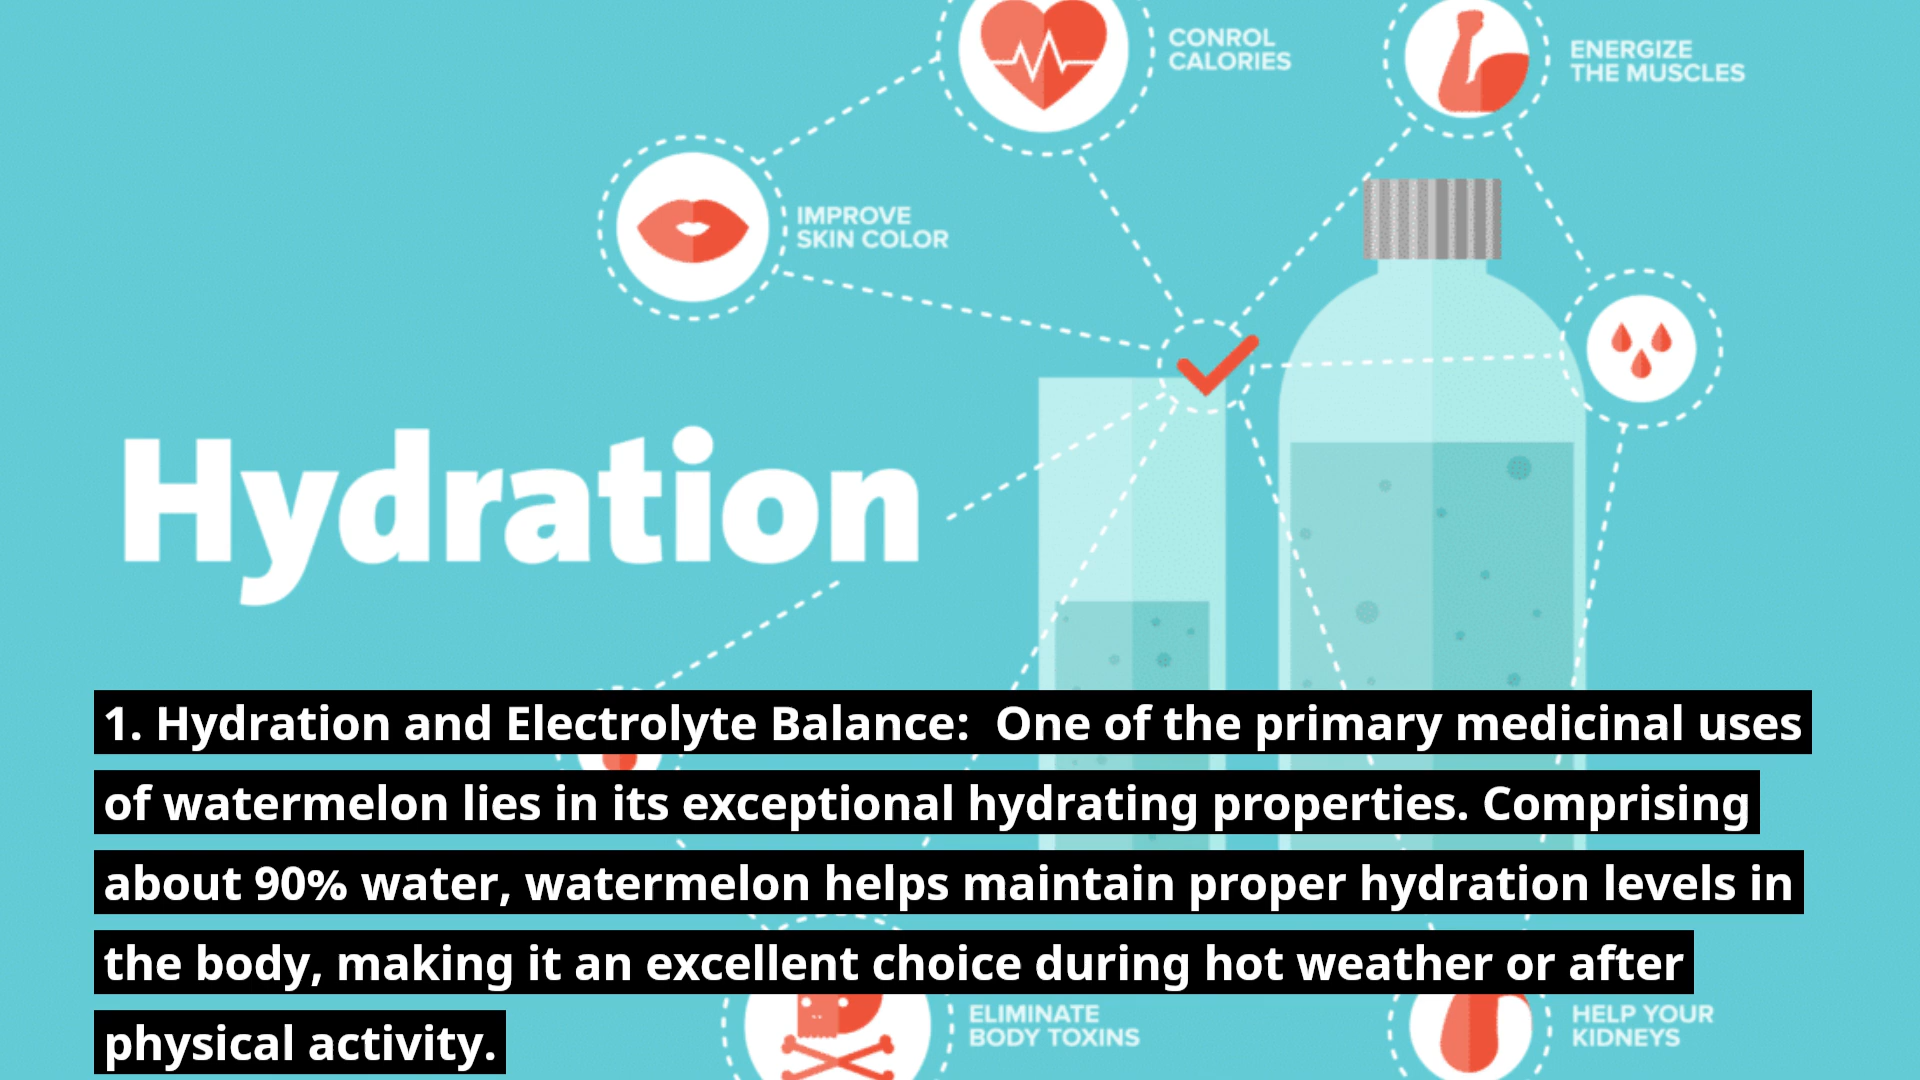 CONROL
CALORIES
ENERGIZE
THE MUSCLES
IMPROVE
SKIN COLOR
Hydration
1. Hydration and Electrolyte Balance:  One of the primary medicinal uses
of watermelon lies in its exceptional hydrating properties. Comprising
about 90% water, watermelon helps maintain proper hydration levels in
the body, making it an excellent choice during hot weather or after
physical activity.
ELIMINATE
BODY TOXINS
HELP YOUR
KIDNEYS